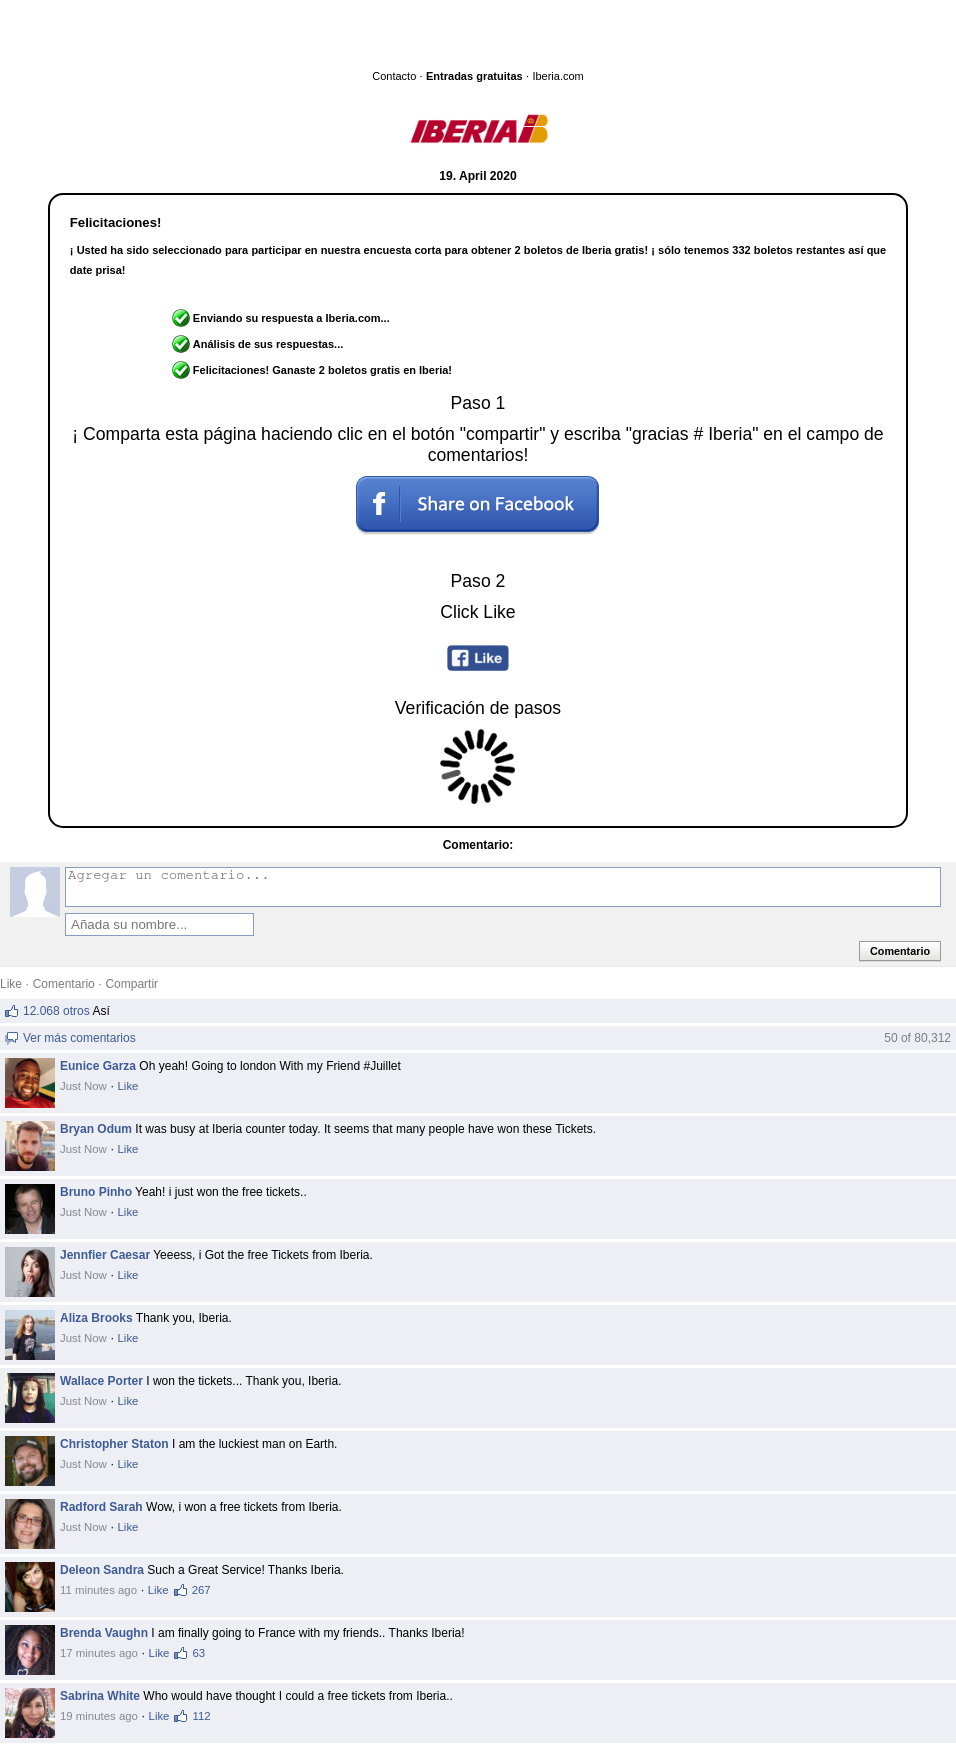 Contacto · Entradas gratuitas · Iberia.com
IBERIA
19. April 2020
Felicitaciones!
¡ Usted ha sido seleccionado para participar en nuestra encuesta corta para obtener 2 boletos de Iberia gratis! ¡ sólo tenemos 332 boletos restantes así que
date prisa!
Enviando su respuesta a Iberia.com...
Análisis de sus respuestas...
Felicitaciones! Ganaste 2 boletos gratis en Iberia!
Paso 1
¡ Comparta esta página haciendo clic en el botón "compartir" y escriba "gracias # Iberia" en el campo de
comentarios!
f Share on Facebook
Paso 2
Click Like
f Like
Verificación de pasos
Comentario:
Agregar un comentario...
Añada su nombre...
Comentario
Like · Comentario · Compartir
12.068 otros Así
Ver más comentarios 50 of 80,312
Eunice Garza Oh yeah! Going to london With my Friend #Juillet
Just Now · Like
Bryan Odum It was busy at Iberia counter today. It seems that many people have won these Tickets.
Just Now · Like
Bruno Pinho Yeah! i just won the free tickets..
Just Now · Like
Jennfier Caesar Yeeess, i Got the free Tickets from Iberia.
Just Now · Like
Aliza Brooks Thank you, Iberia.
Just Now · Like
Wallace Porter I won the tickets... Thank you, Iberia.
Just Now · Like
Christopher Staton I am the luckiest man on Earth.
Just Now · Like
Radford Sarah Wow, i won a free tickets from Iberia.
Just Now · Like
Deleon Sandra Such a Great Service! Thanks Iberia.
11 minutes ago · Like 267
Brenda Vaughn I am finally going to France with my friends.. Thanks Iberia!
17 minutes ago · Like 63
Sabrina White Who would have thought I could a free tickets from Iberia..
19 minutes ago · Like 112